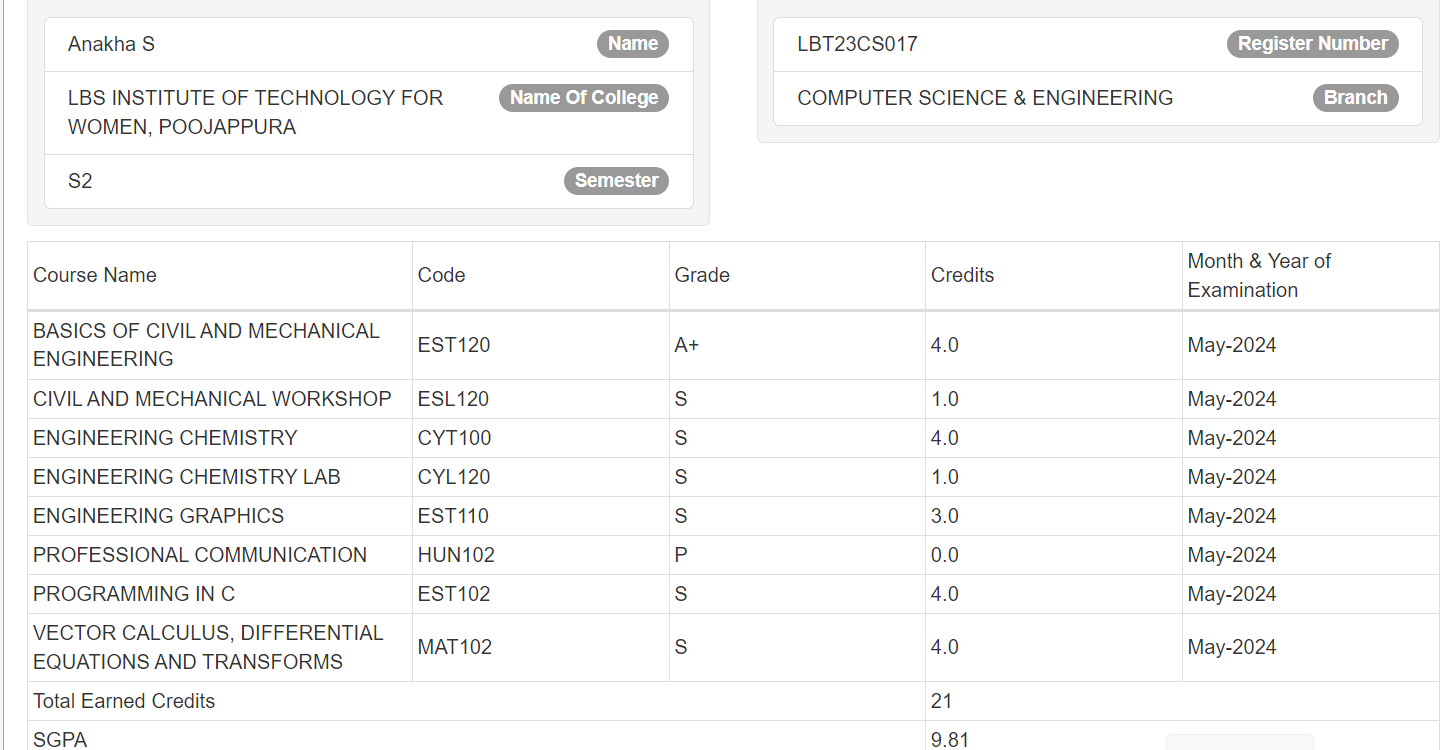 Anakha S Name
LBS INSTITUTE OF TECHNOLOGY FOR Name Of College
WOMEN, POOJAPPURA
S2 Semester
LBT23CS017 Register Number
COMPUTER SCIENCE & ENGINEERING Branch
Course Name Code Grade Credits Month & Year of
Examination
BASICS OF CIVIL AND MECHANICAL
ENGINEERING EST120 A+ 4.0 May-2024
CIVIL AND MECHANICAL WORKSHOP ESL120 S 1.0 May-2024
ENGINEERING CHEMISTRY CYT100 S 4.0 May-2024
ENGINEERING CHEMISTRY LAB CYL120 S 1.0 May-2024
ENGINEERING GRAPHICS EST110 S 3.0 May-2024
PROFESSIONAL COMMUNICATION HUN102 P 0.0 May-2024
PROGRAMMING IN C EST102 S 4.0 May-2024
VECTOR CALCULUS, DIFFERENTIAL
EQUATIONS AND TRANSFORMS MAT102 S 4.0 May-2024
Total Earned Credits 21
SGPA 9.81